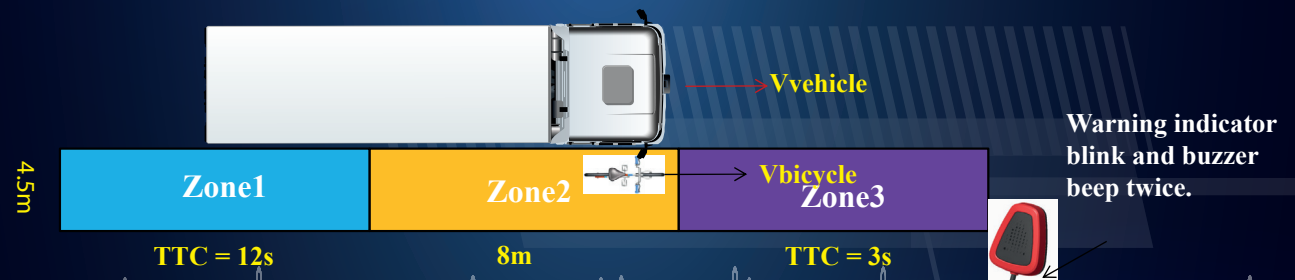 Vvehicle
Warning indicator
blink and buzzer
beep twice.
4.5m
Zone1
Zone2
Vbicycle
Zone3
TTC = 12s
8m
TTC = 3s